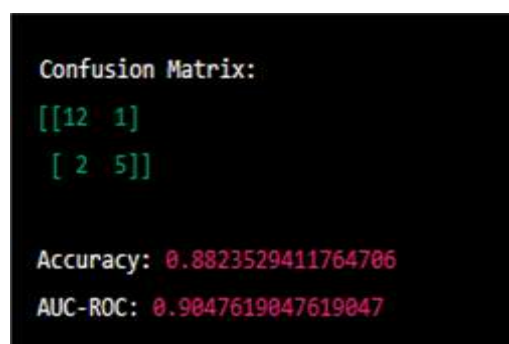 Confusion Matrix:
[[12 1]
[ 2 5]]
Accuracy: 0.8823529411764706
AUC-ROC: 0.9047619047619047